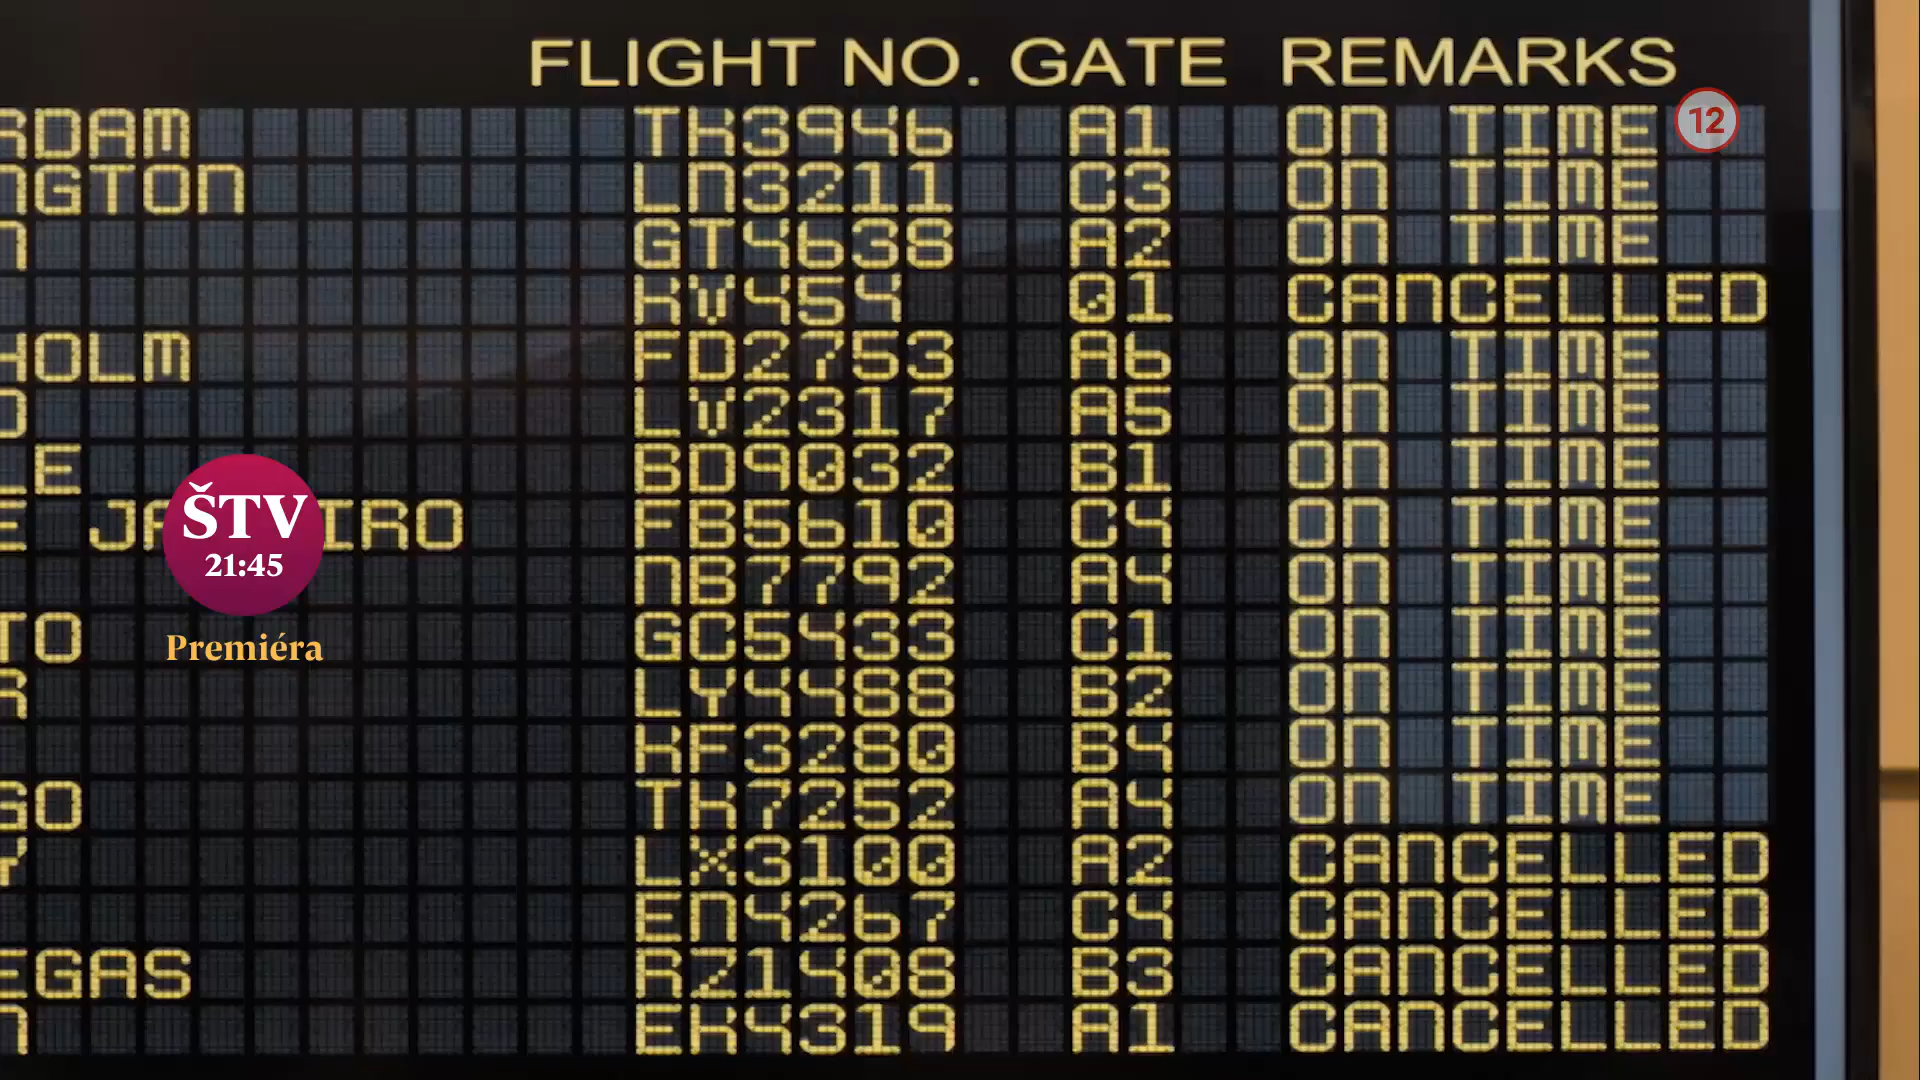 FLIGHT NO. GATE REMARKS
RDAM TK3946 A1 ON TIME
12
NGTON LN3211 C3 ON TIME
N GT4638 A2 ON TIME
KV454 01 CANCELLED
HOLM FD2753 A6 ON TIME
O LV2317 A5 ON TIME
LE BD9032 B1 ON TIME
E JA IRO FB5610 C4 ON TIME
ŠTV
21:45
Premiéra
NB7792 A4 ON TIME
TO GC5433 C1 ON TIME
R LY4488 B2 ON TIME
KF3280 B4 ON TIME
GO TK7252 A4 ON TIME
Y LX3100 A2 CANCELLED
EN4267 C4 CANCELLED
EGAS RZ1408 B3 CANCELLED
N EK4319 A1 CANCELLED